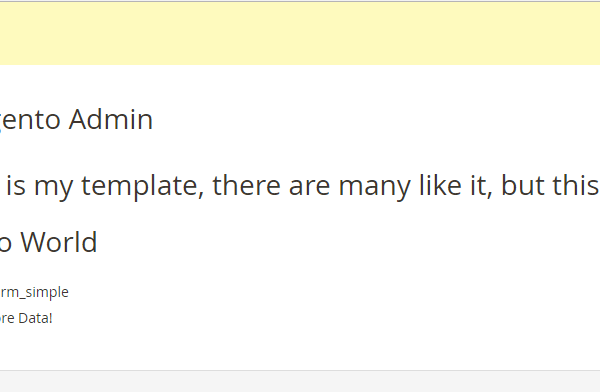 gento Admin
is my template, there are many like it, but this
o World
rm_simple
re Data!